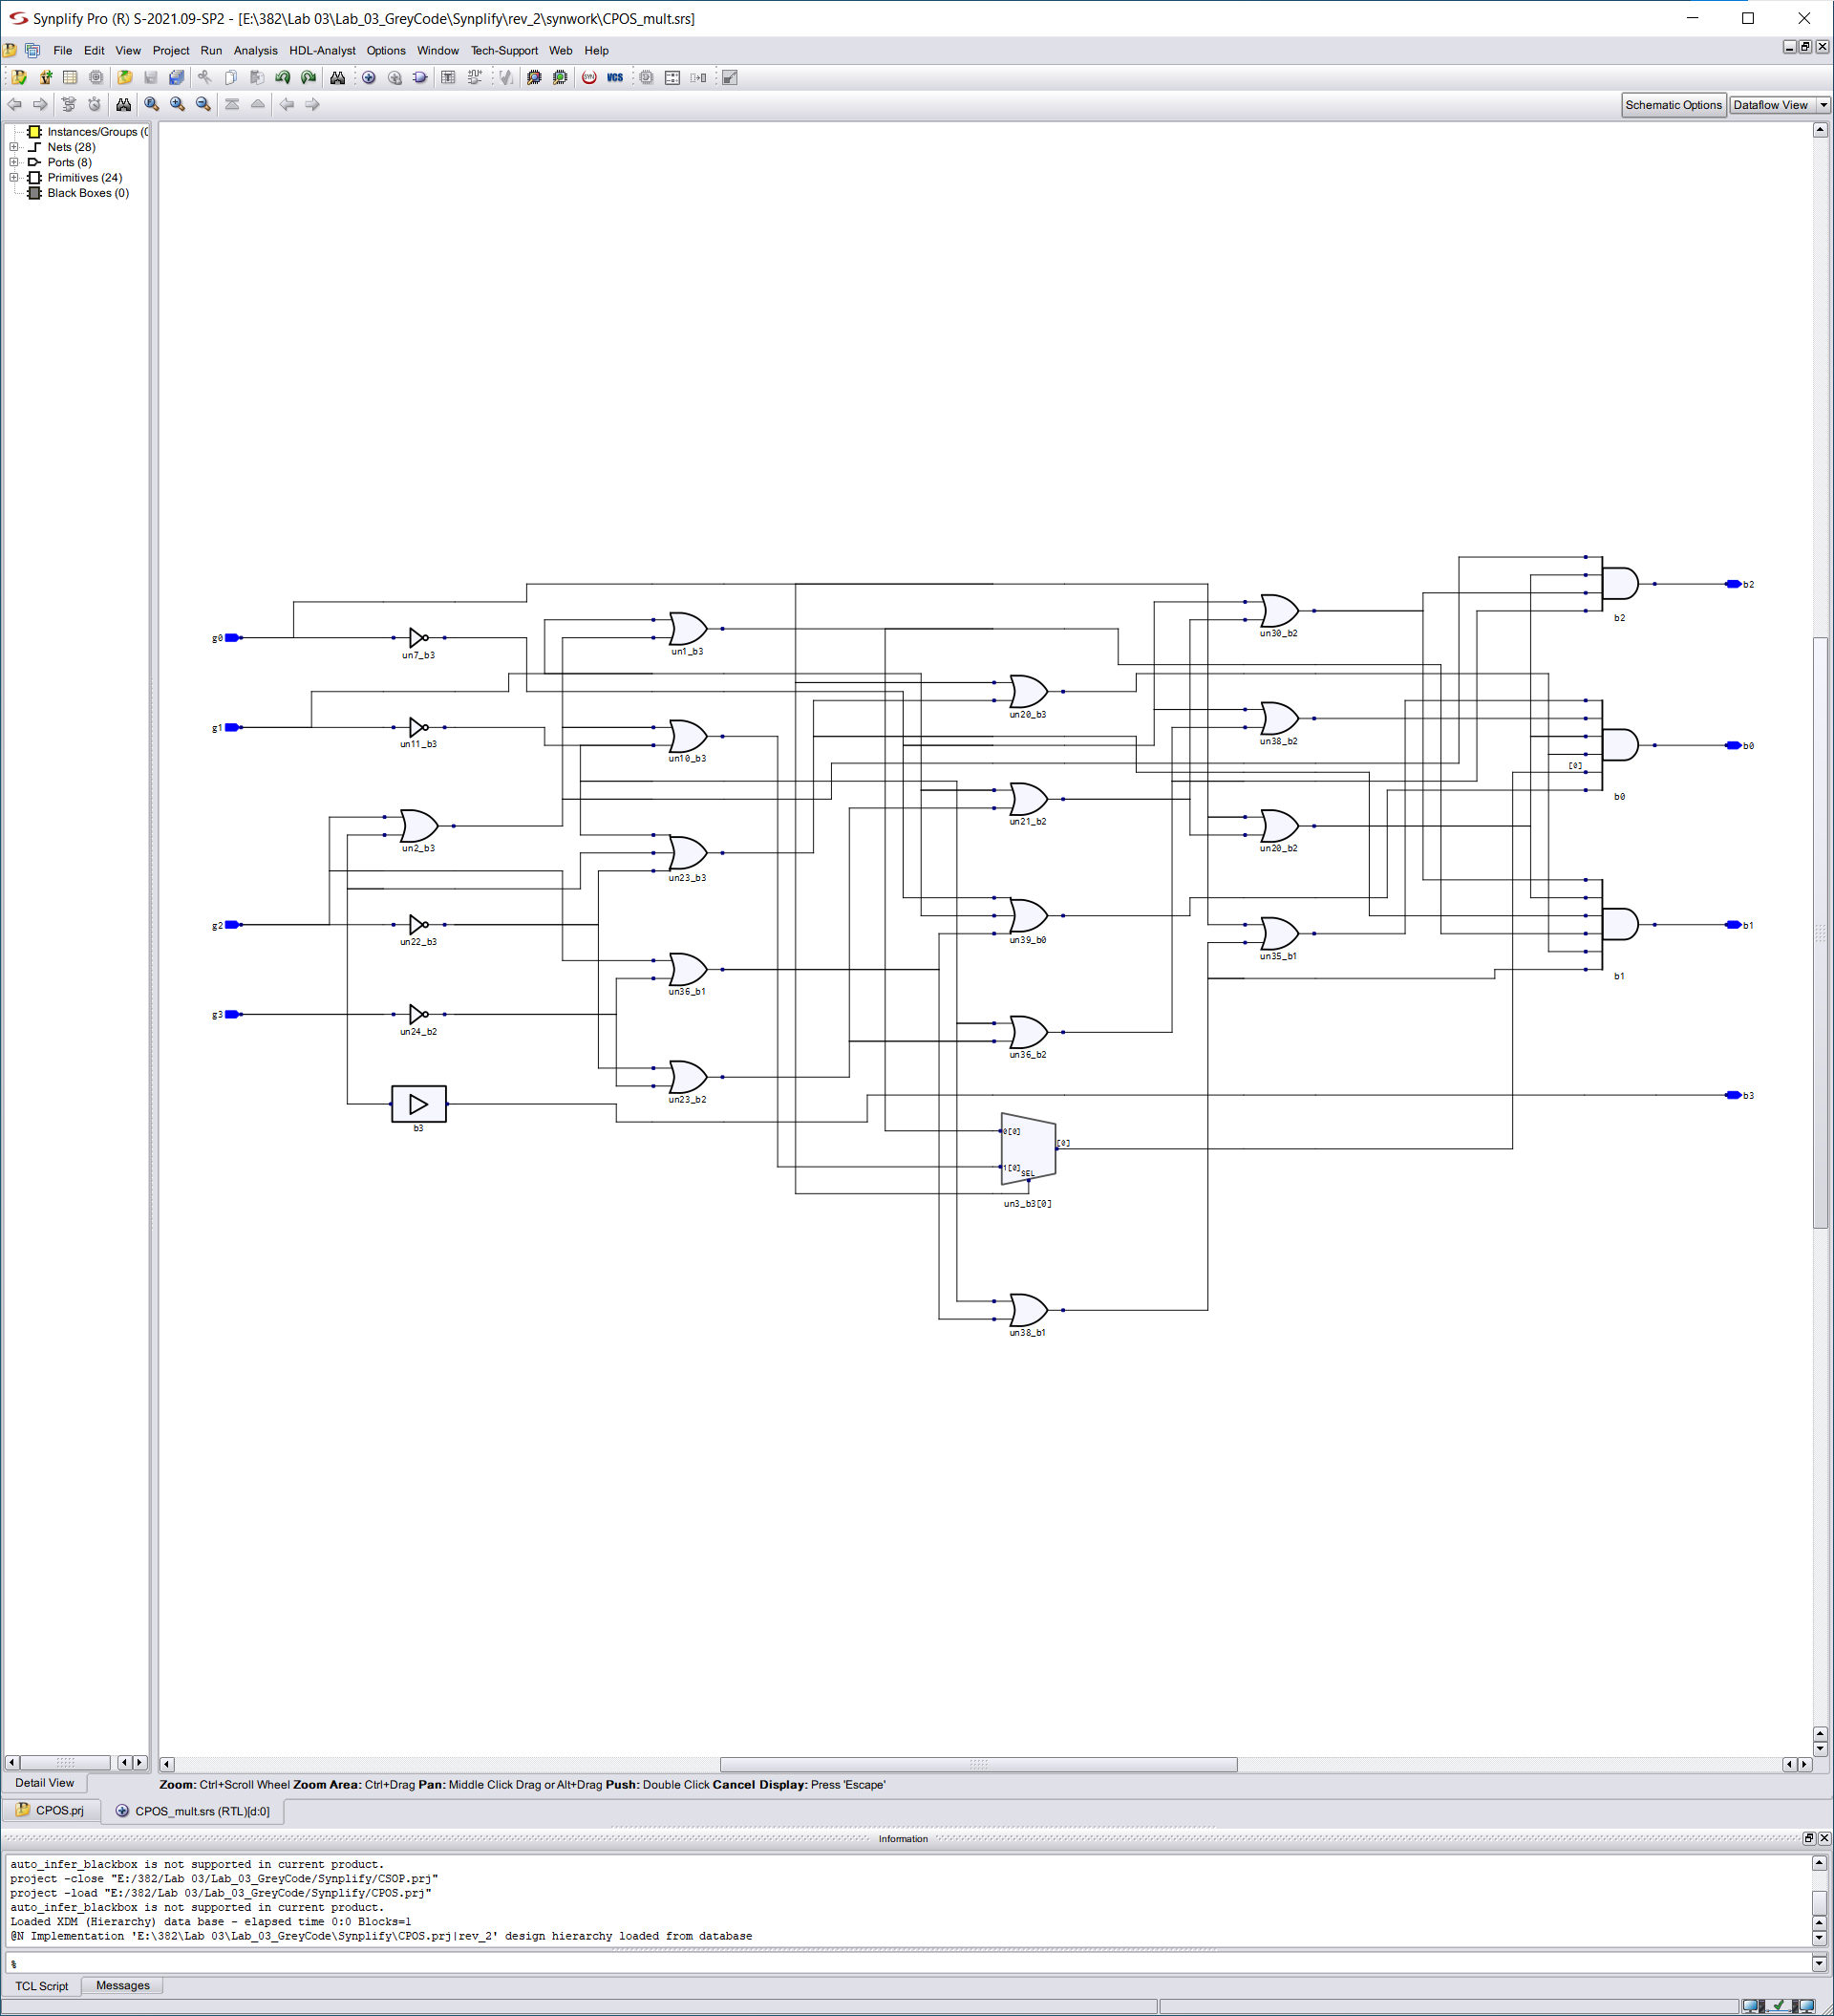 Synplify Pro (R) S-2021.09-SP2 - [E:\382\Lab 03\Lab_03_GreyCode\Synplify\rev_2\synwork\CPOS_mult.srs]
File Edit View Project Run Analysis HDL-Analyst Options Window Tech-Support Web Help
VCS
Schematic Options Dataflow View
Instances/Groups (
Nets (28)
Ports (8)
Primitives (24)
Black Boxes (0)
b2
un30_b2
b2
g0
un7_b3
un1_b3
un20_b3
un38_b2
g1
un11_b3
un10_b3
b0
[0]
b0
un21_b2
un2_b3
un20_b2
un23_b3
g2
un22_b3
un39_b0
un35_b1
b1
b1
un36_b1
g3
un24_b2
un36_b2
un23_b2
b3
b3
0[0]
[0]
1[0]
SEL
un3_b3[0]
un38_b1
Detail View
Zoom: Ctrl+Scroll Wheel Zoom Area: Ctrl+Drag Pan: Middle Click Drag or Alt+Drag Push: Double Click Cancel Display: Press 'Escape'
CPOS.prj CPOS_mult.srs (RTL)[d:0]
Information
auto_infer_blackbox is not supported in current product.
project -close "E:/382/Lab 03/Lab_03_GreyCode/Synplify/CSOP.prj"
project -load "E:/382/Lab 03/Lab_03_GreyCode/Synplify/CPOS.prj"
auto_infer_blackbox is not supported in current product.
Loaded XDM (Hierarchy) data base - elapsed time 0:0 Blocks=1
@N Implementation 'E:\382\Lab 03\Lab_03_GreyCode\Synplify\CPOS.prj|rev_2' design hierarchy loaded from database
%
TCL Script Messages